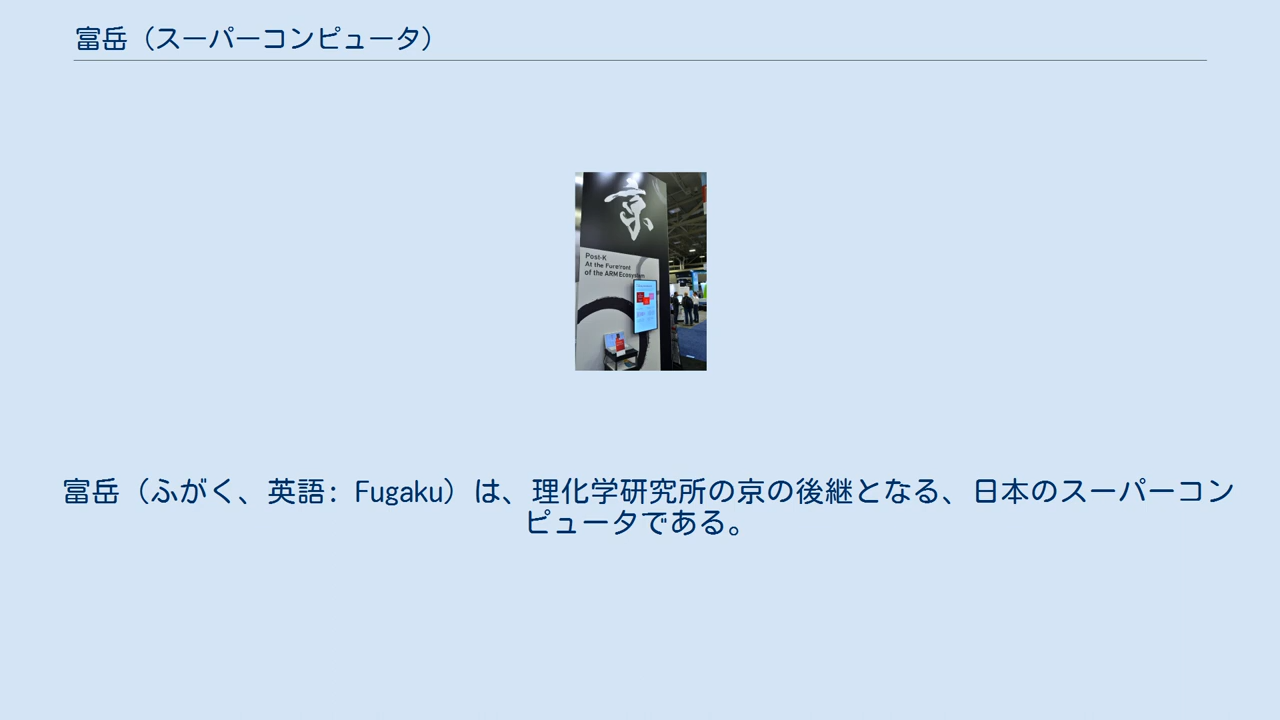 富岳（スーパーコンピュータ）
京
Post-K
At the Forefront
of the ARM Ecosystem
富岳（ふがく、英語: Fugaku）は、理化学研究所の京の後継となる、日本のスーパーコン
ピュータである。